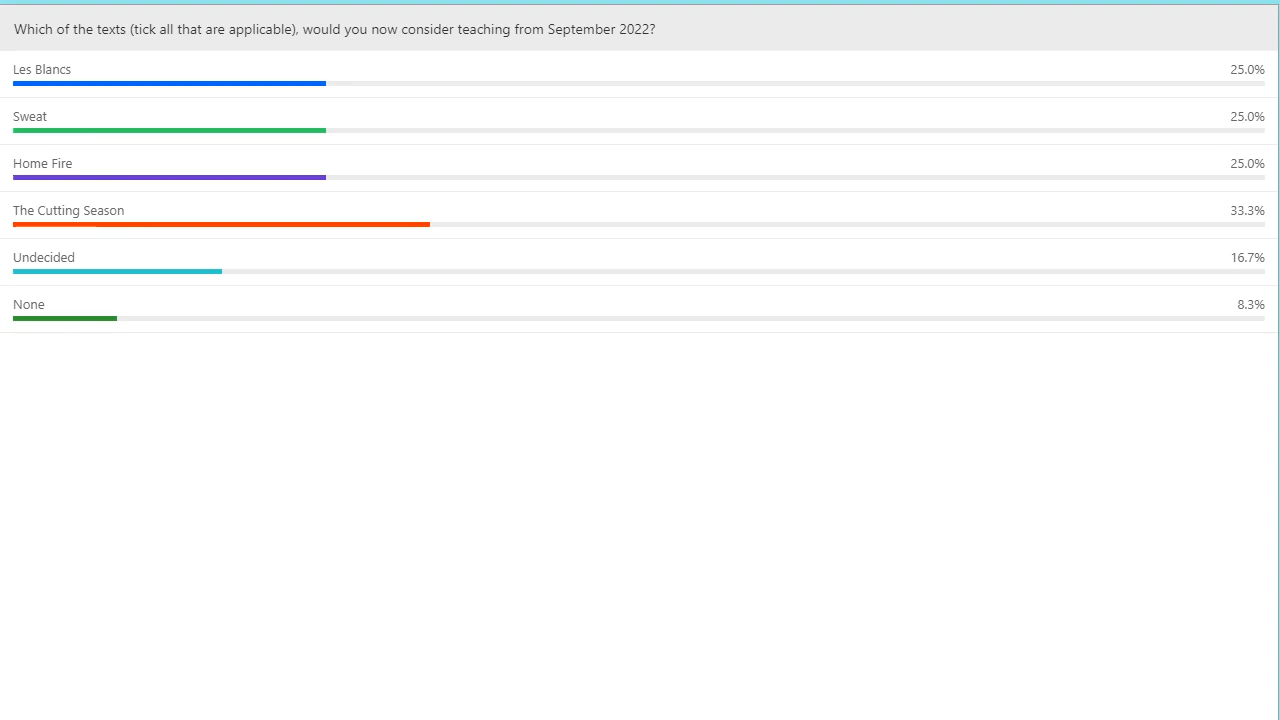 Which of the texts (tick all that are applicable), would you now consider teaching from September 2022?
Les Blancs 25.0%
Sweat 25.0%
Home Fire 25.0%
The Cutting Season 33.3%
Undecided 16.7%
None 8.3%